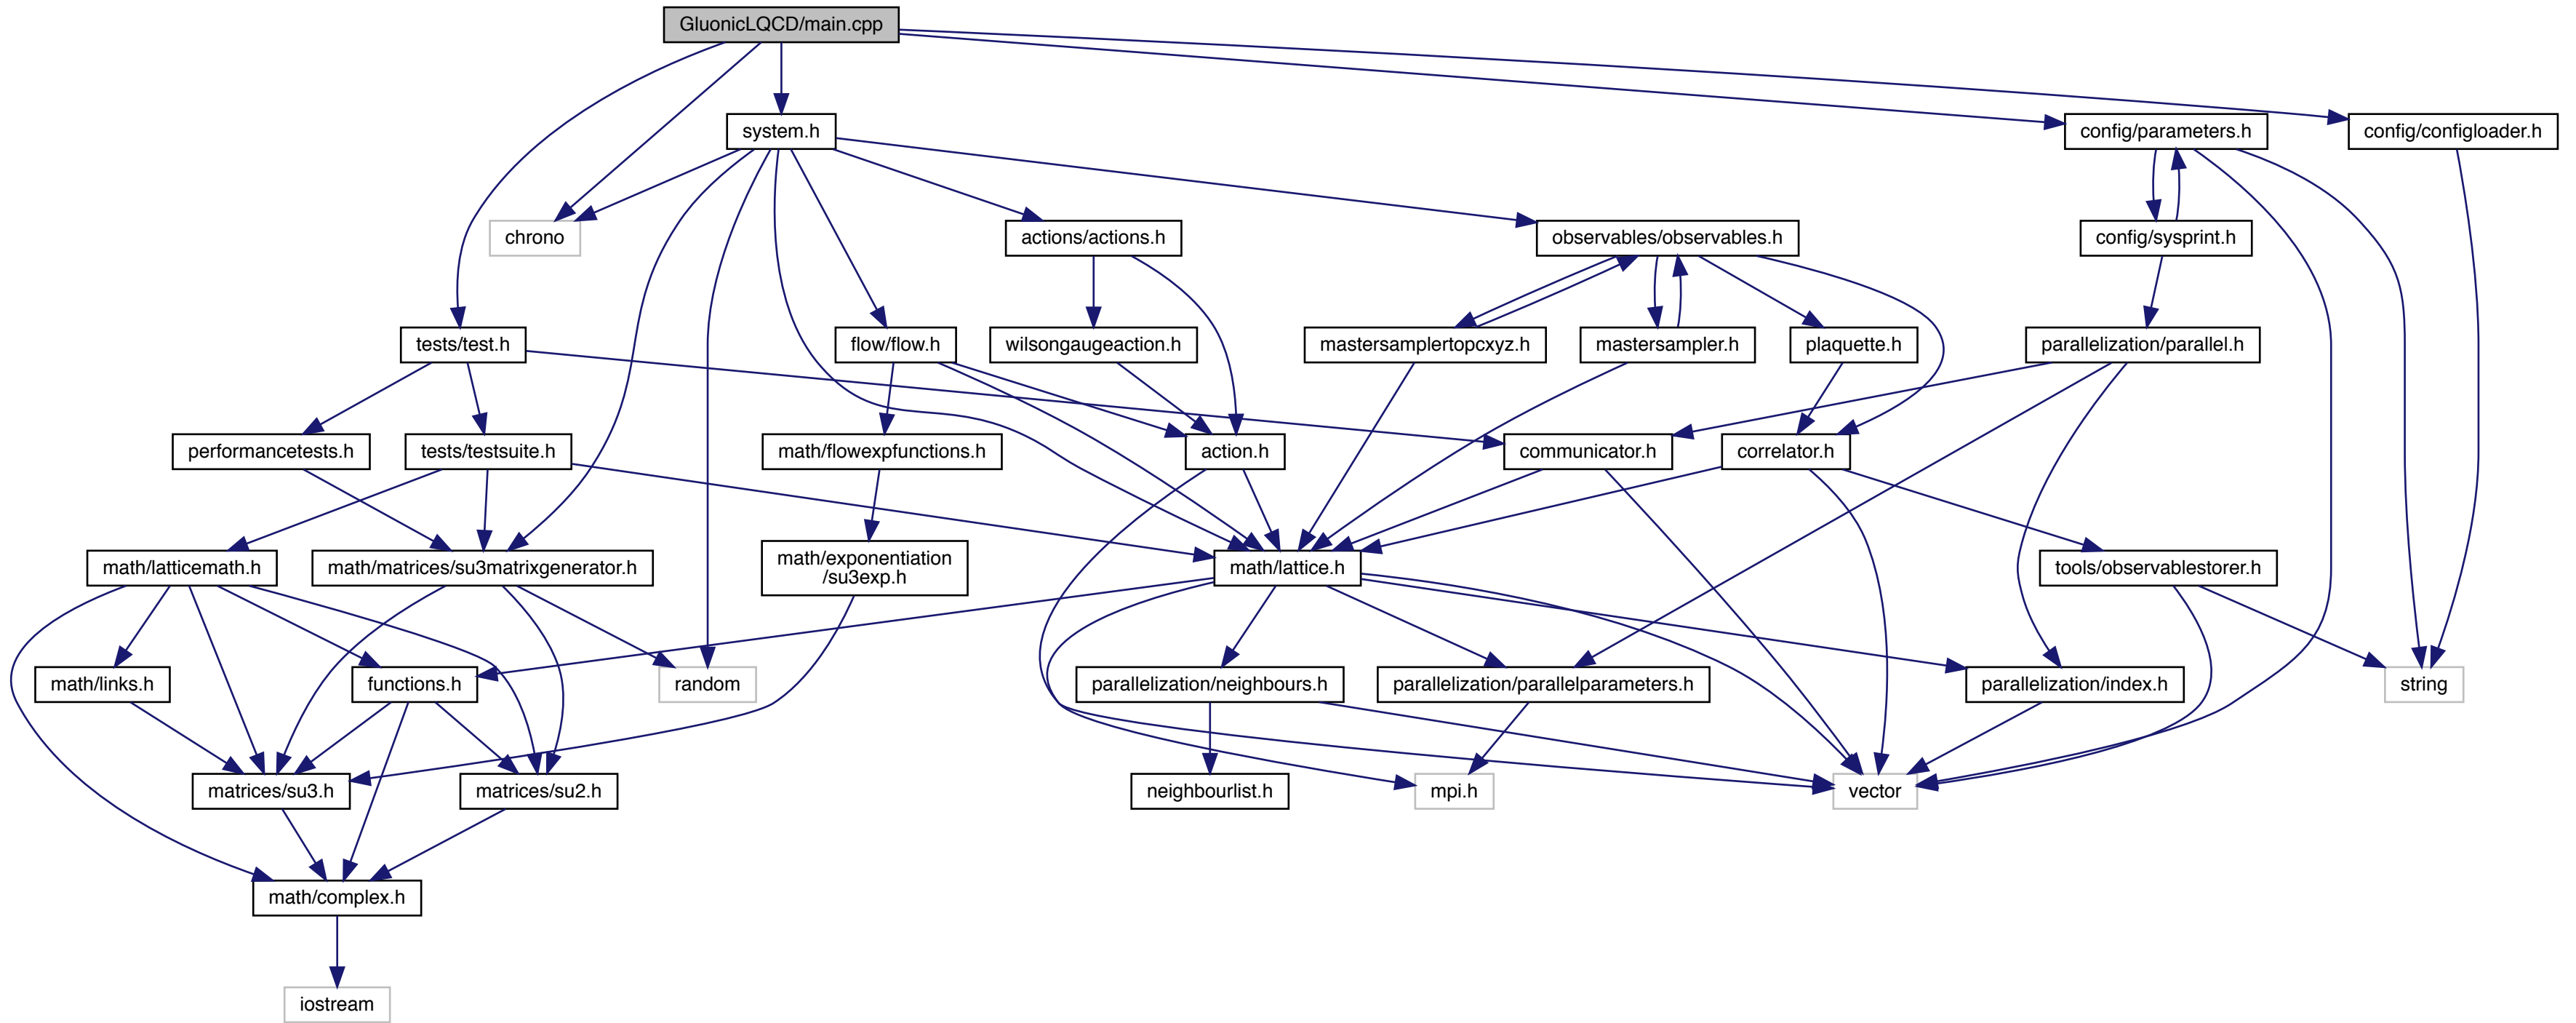 GluonicLQCD/main.cpp
system.h
config/parameters.h
config/configloader.h
chrono
actions/actions.h
observables/observables.h
config/sysprint.h
tests/test.h
flow/flow.h
wilsongaugeaction.h
mastersamplertopcxyz.h
mastersampler.h
plaquette.h
parallelization/parallel.h
performancetests.h
tests/testsuite.h
math/flowexpfunctions.h
action.h
communicator.h
correlator.h
math/latticemath.h
math/matrices/su3matrixgenerator.h
math/exponentiation
/su3exp.h
math/lattice.h
tools/observablestorer.h
math/links.h
functions.h
random
parallelization/neighbours.h
parallelization/parallelparameters.h
parallelization/index.h
string
matrices/su3.h
matrices/su2.h
neighbourlist.h
mpi.h
vector
math/complex.h
iostream